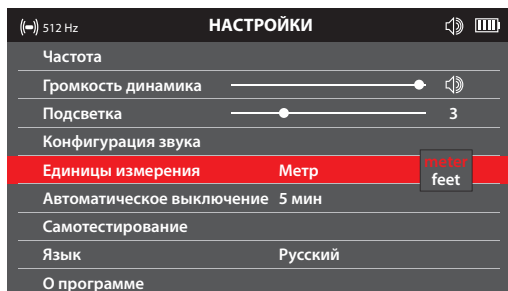 512 Hz НАСТРОЙКИ
Частота
Громкость динамика
Подсветка 3
Конфигурация звука
Единицы измерения Метр meter
feet
Автоматическое выключение 5 мин
Самотестирование
Язык Русский
О программе